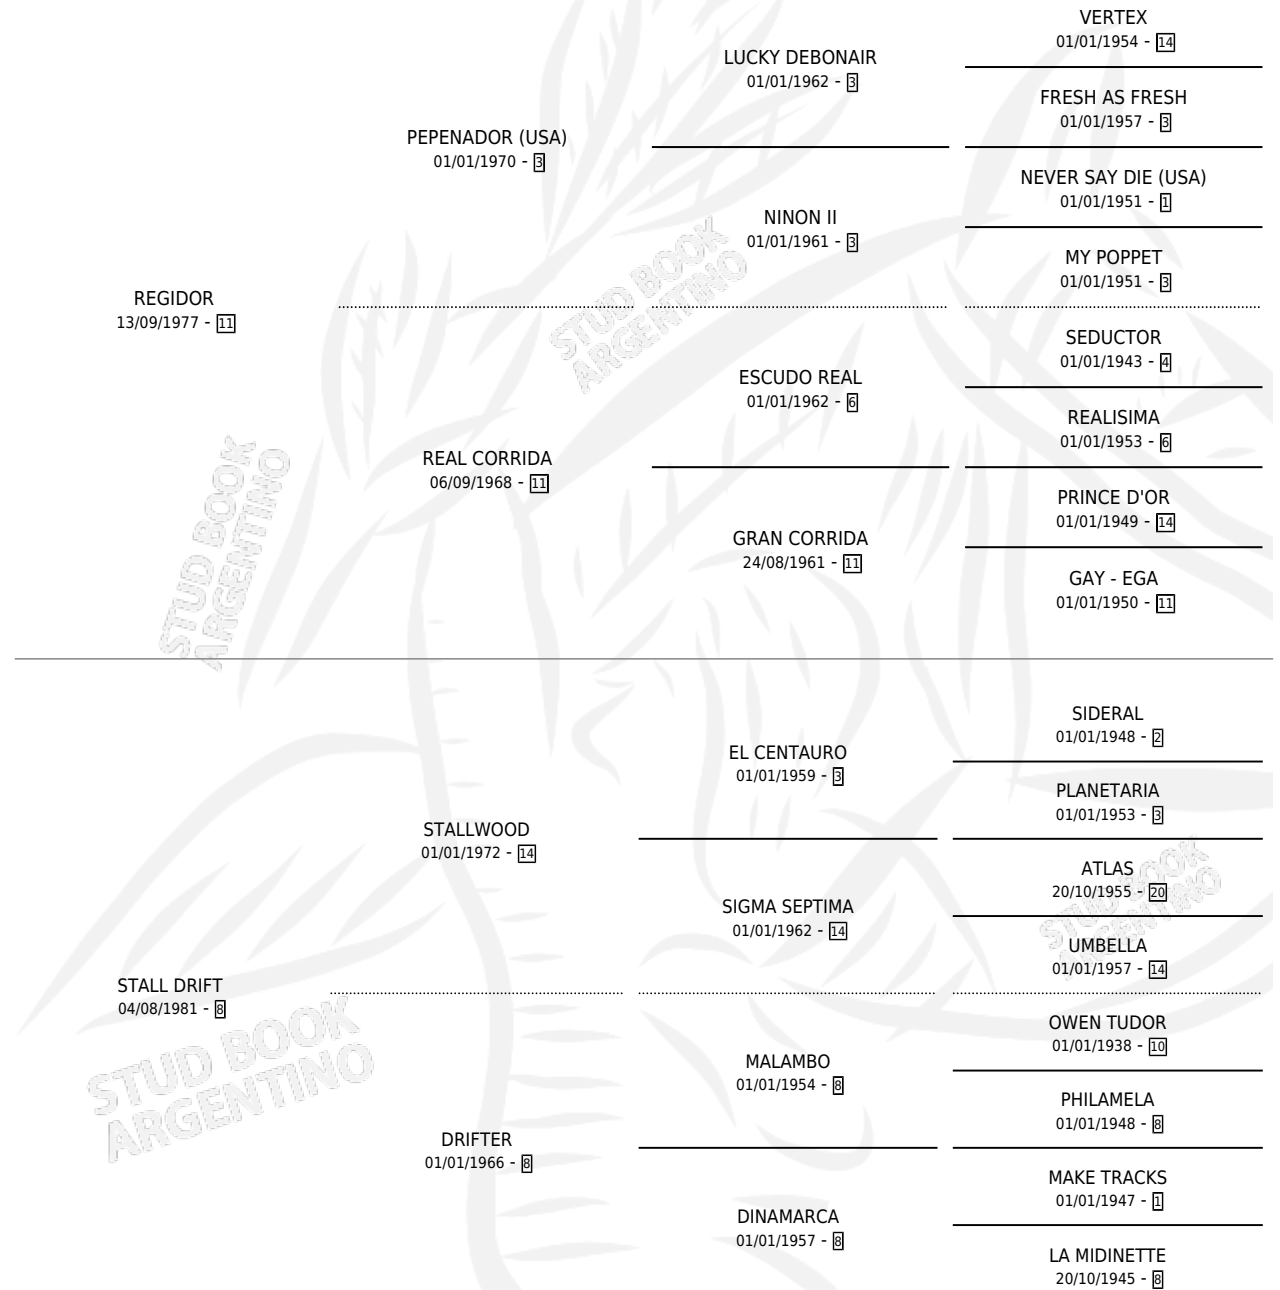 VERTEX
01/01/1954 - 14
LUCKY DEBONAIR
01/01/1962 - 3
FRESH AS FRESH
01/01/1957 - 3
PEPENADOR (USA)
01/01/1970 - 3
NEVER SAY DIE (USA)
01/01/1951 - 1
NINON II
01/01/1961 - 3
MY POPPET
01/01/1951 - 3
STUD BOOK
ARGENTINO
REGIDOR
13/09/1977 - 11
SEDUCTOR
01/01/1943 - 4
ESCUDO REAL
01/01/1962 - 6
REALISIMA
01/01/1953 - 6
REAL CORRIDA
06/09/1968 - 11
PRINCE D'OR
01/01/1949 - 14
GRAN CORRIDA
24/08/1961 - 11
GAY - EGA
01/01/1950 - 11
STUD BOOK
ARGENTINO
SIDERAL
01/01/1948 - 2
EL CENTAURO
01/01/1959 - 3
PLANETARIA
01/01/1953 - 3
STALLWOOD
01/01/1972 - 14
ATLAS
20/10/1955 - 20
SIGMA SEPTIMA
01/01/1962 - 14
UMBELLA
01/01/1957 - 14
STUD BOOK
ARGENTINO
STALL DRIFT
04/08/1981 - 8
OWEN TUDOR
01/01/1938 - 10
MALAMBO
01/01/1954 - 8
PHILAMELA
01/01/1948 - 8
STUD BOOK
ARGENTINO
DRIFTER
01/01/1966 - 8
MAKE TRACKS
01/01/1947 - 1
DINAMARCA
01/01/1957 - 8
LA MIDINETTE
20/10/1945 - 8